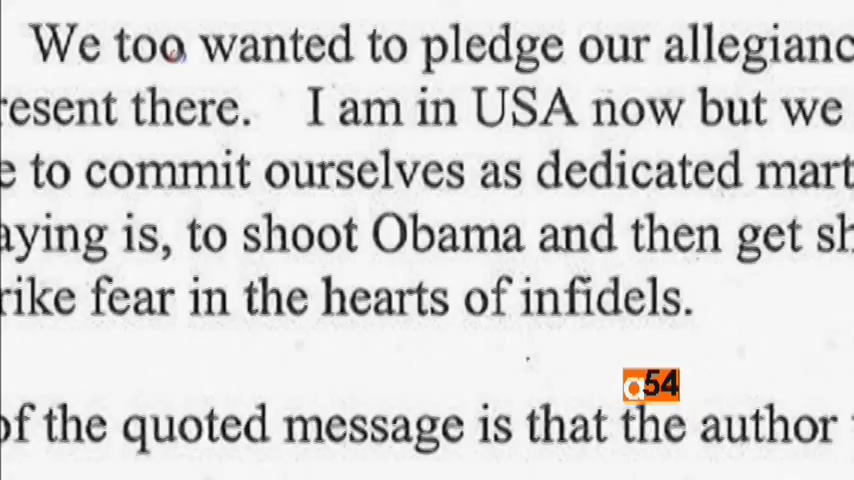 We too wanted to pledge our allegianc
resent there. I am in USA now but we
e to commit ourselves as dedicated mart
aying is, to shoot Obama and then get sh
rike fear in the hearts of infidels.
a54
of the quoted message is that the author